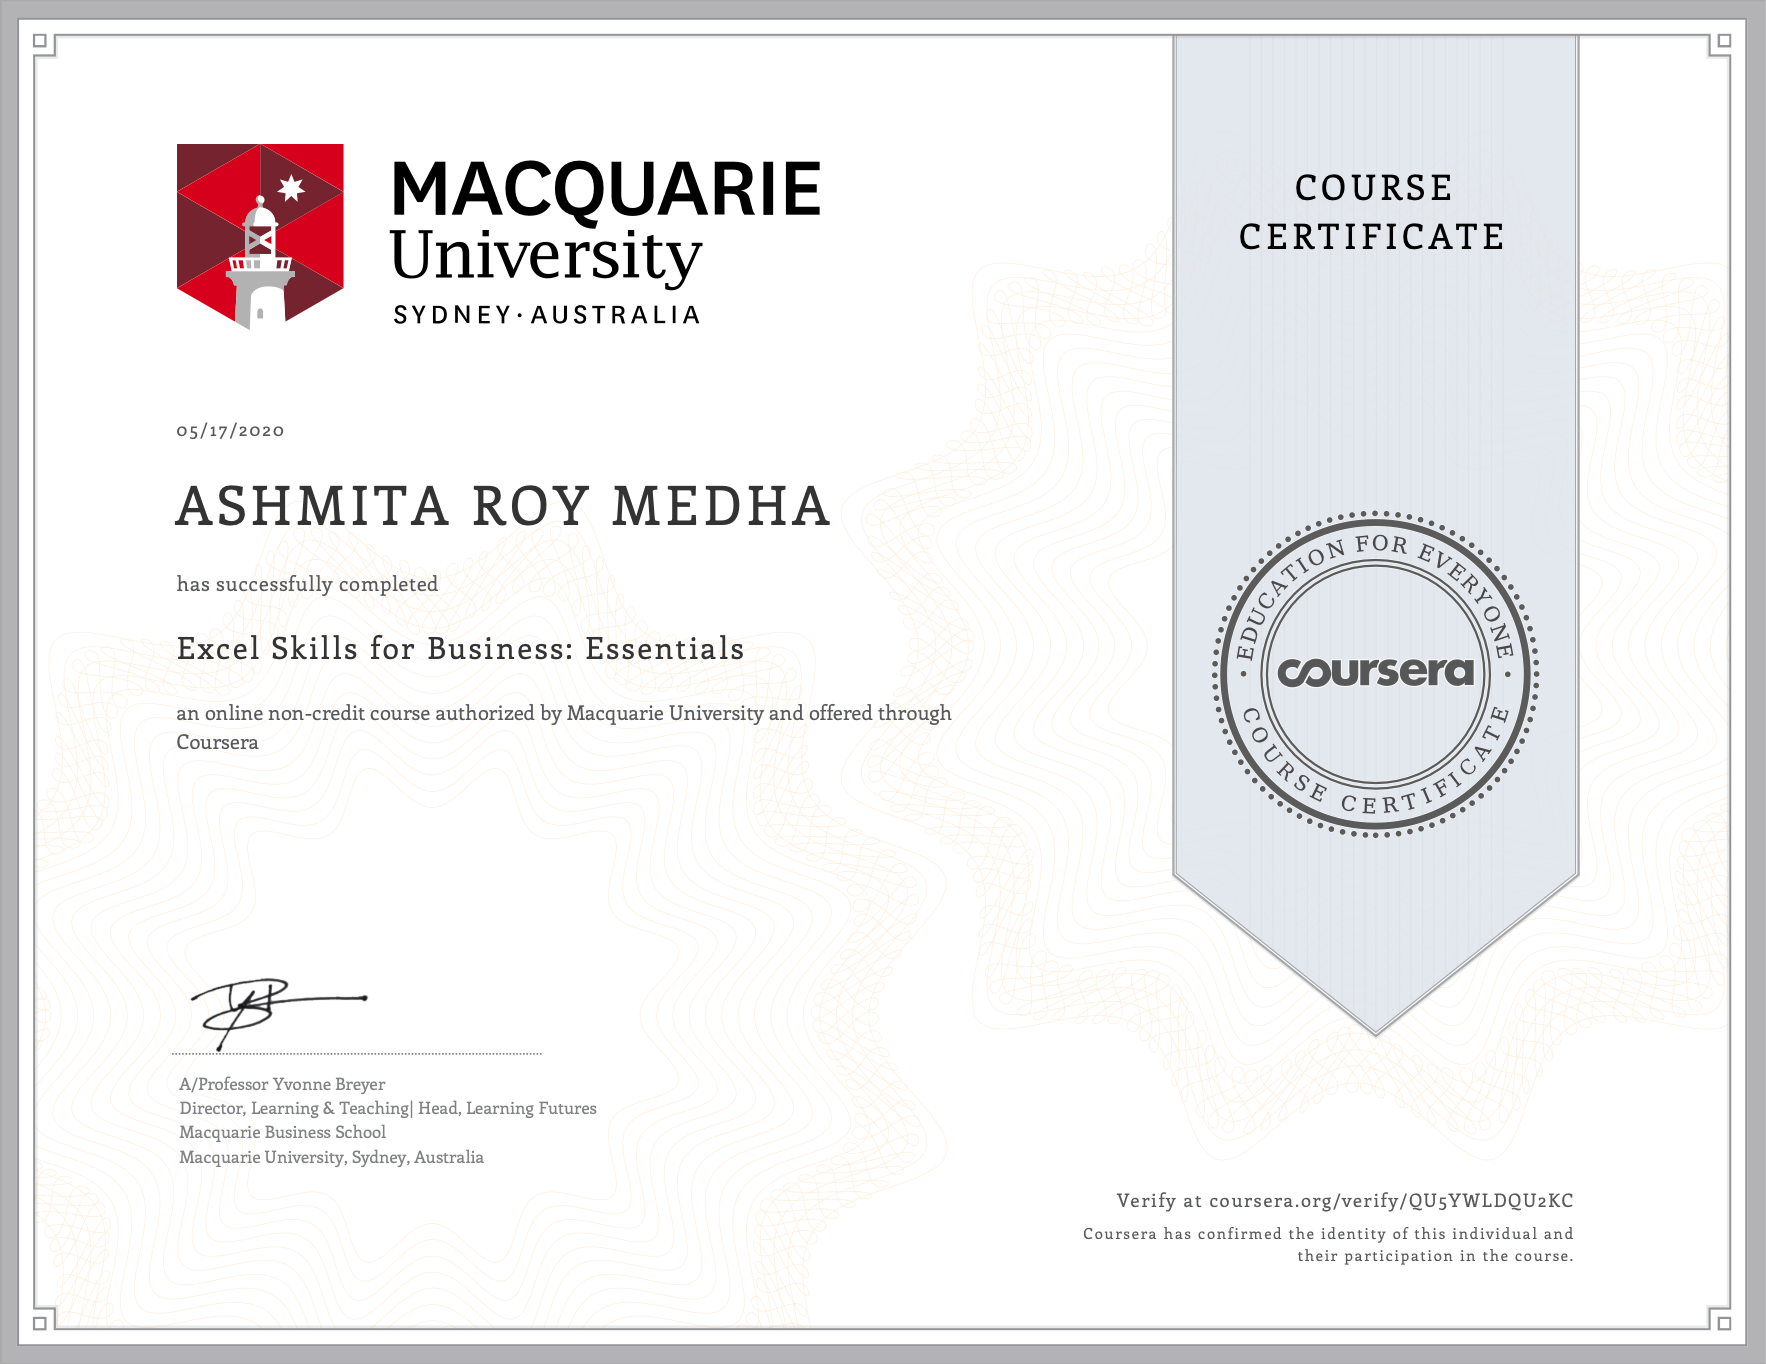 MACQUARIE
University
SYDNEY·AUSTRALIA
COURSE
CERTIFICATE
05/17/2020
ASHMITA ROY MEDHA
has successfully completed
Excel Skills for Business: Essentials
an online non-credit course authorized by Macquarie University and offered through
Coursera
EDUCATION FOR EVERYONE
coursera
COURSE CERTIFICATE
A/Professor Yvonne Breyer
Director, Learning & Teaching| Head, Learning Futures
Macquarie Business School
Macquarie University, Sydney, Australia
Verify at coursera.org/verify/QU5YWLDQU2KC
Coursera has confirmed the identity of this individual and
their participation in the course.